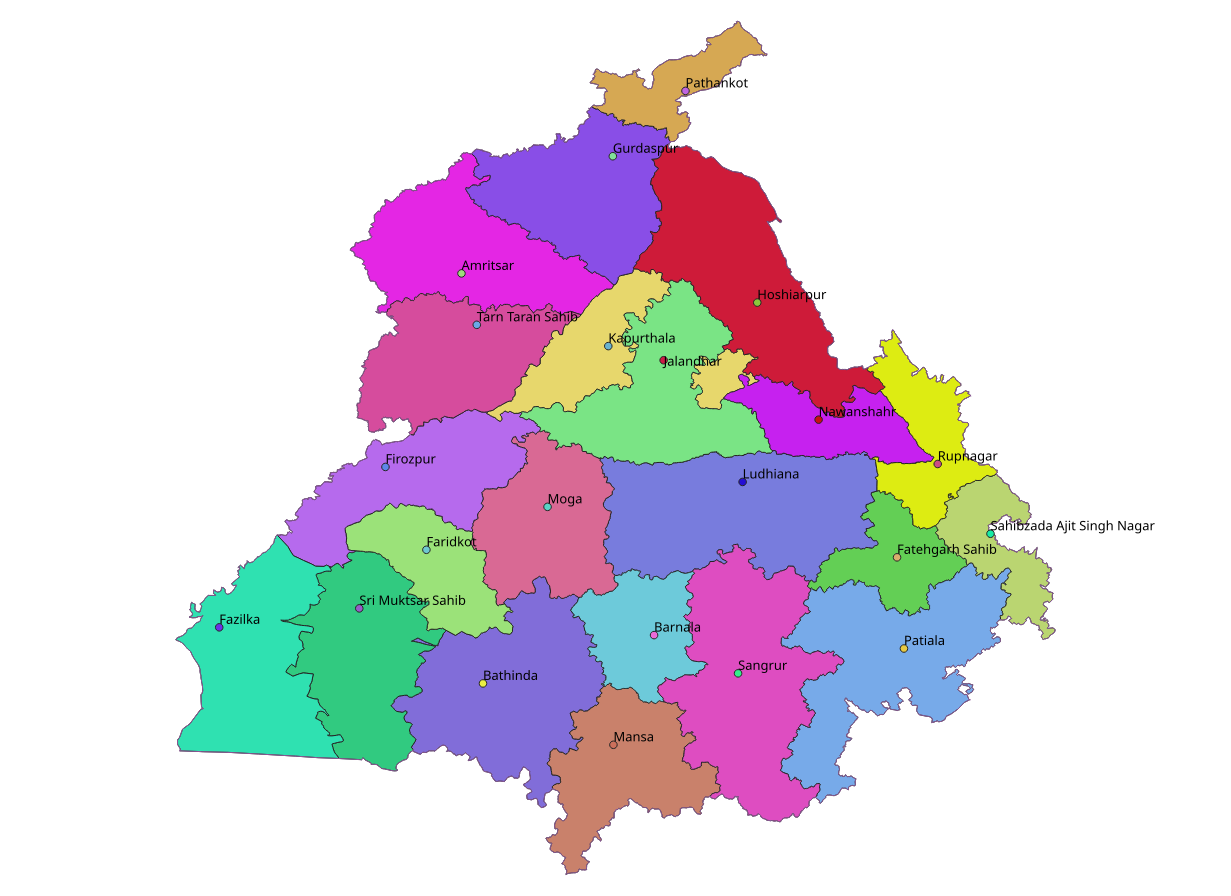 Pathankot
Gurdaspur
Amritsar
Hoshiarpur
Tarn Taran Sahib
Kapurthala
Jalandhar
Nawanshahr
Firozpur
Rupnagar
Ludhiana
Moga
Sahibzada Ajit Singh Nagar
Faridkot
Fatehgarh Sahib
Sri Muktsar Sahib
Fazilka
Barnala
Patiala
Sangrur
Bathinda
Mansa